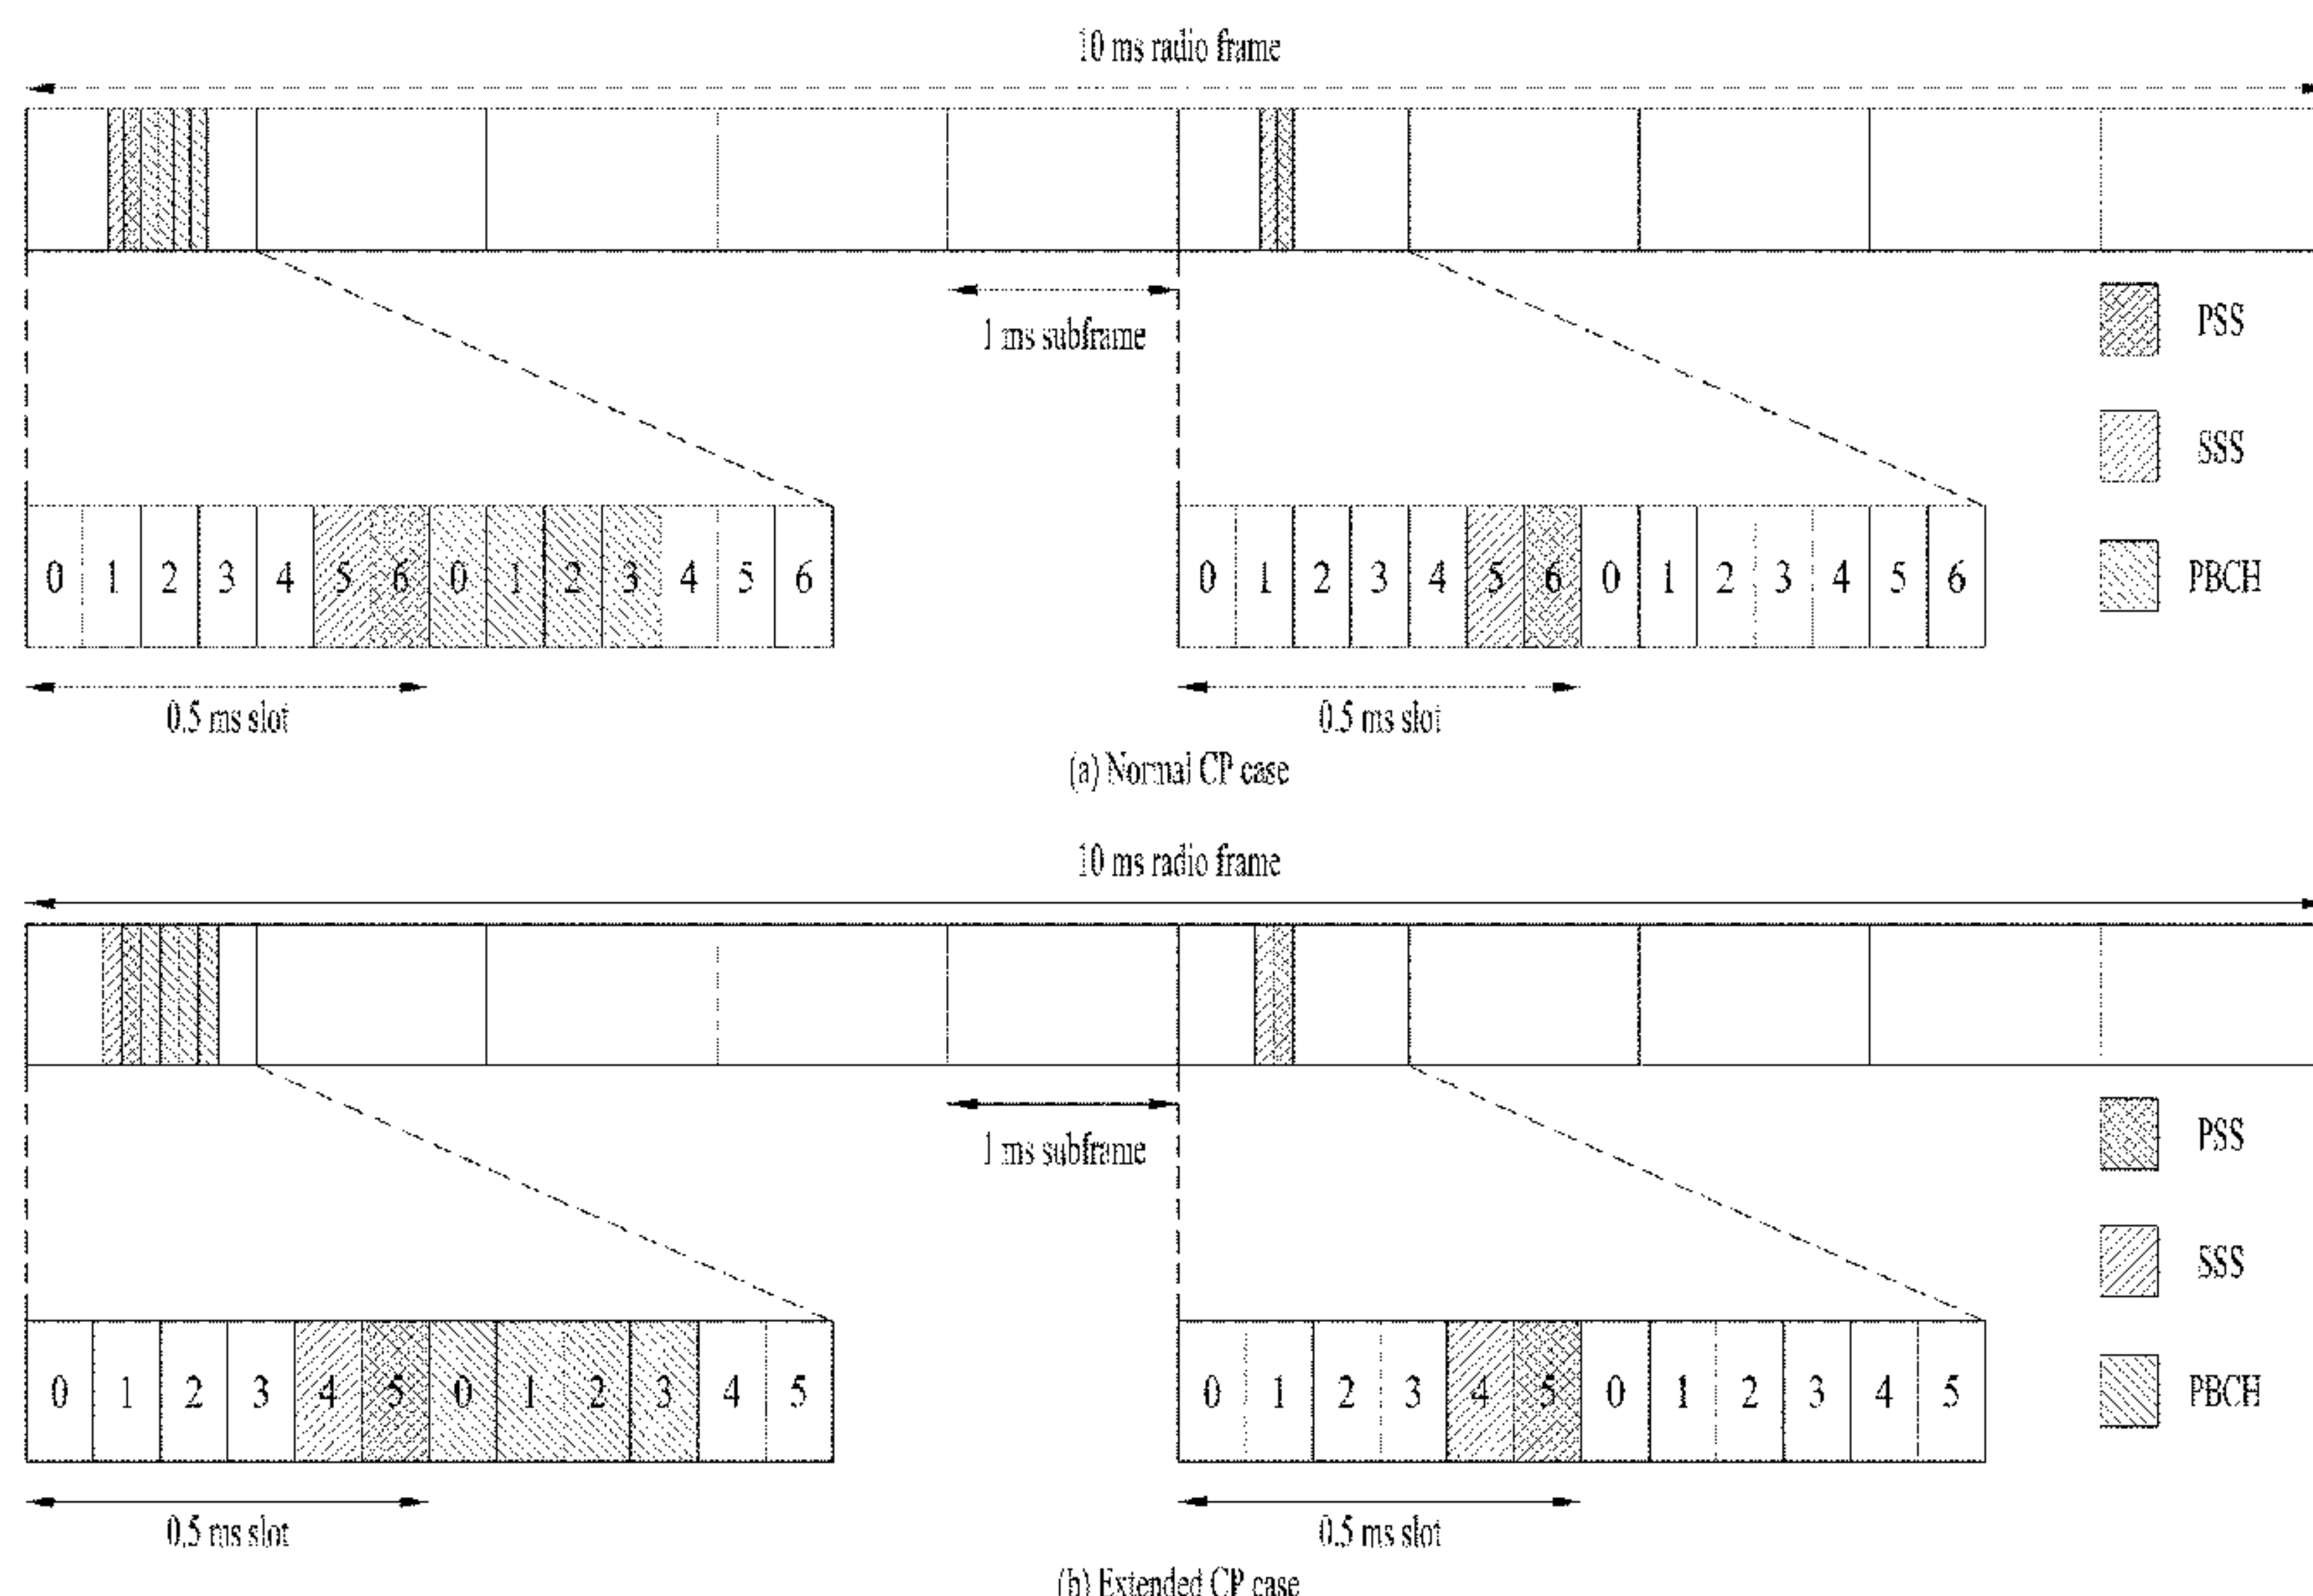 10 ms radio frame
1 ms subframe
PSS
SSS
PBCH
0 1 2 3 4 5 6 0 1 2 3 4 5 6
0 1 2 3 4 5 6 0 1 2 3 4 5 6
0.5 ms slot
0.5 ms slot
(a) Normal CP case
10 ms radio frame
1 ms subframe
PSS
SSS
PBCH
0 1 2 3 4 5 0 1 2 3 4 5
0 1 2 3 4 5 0 1 2 3 4 5
0.5 ms slot
0.5 ms slot
(b) Extended CP case